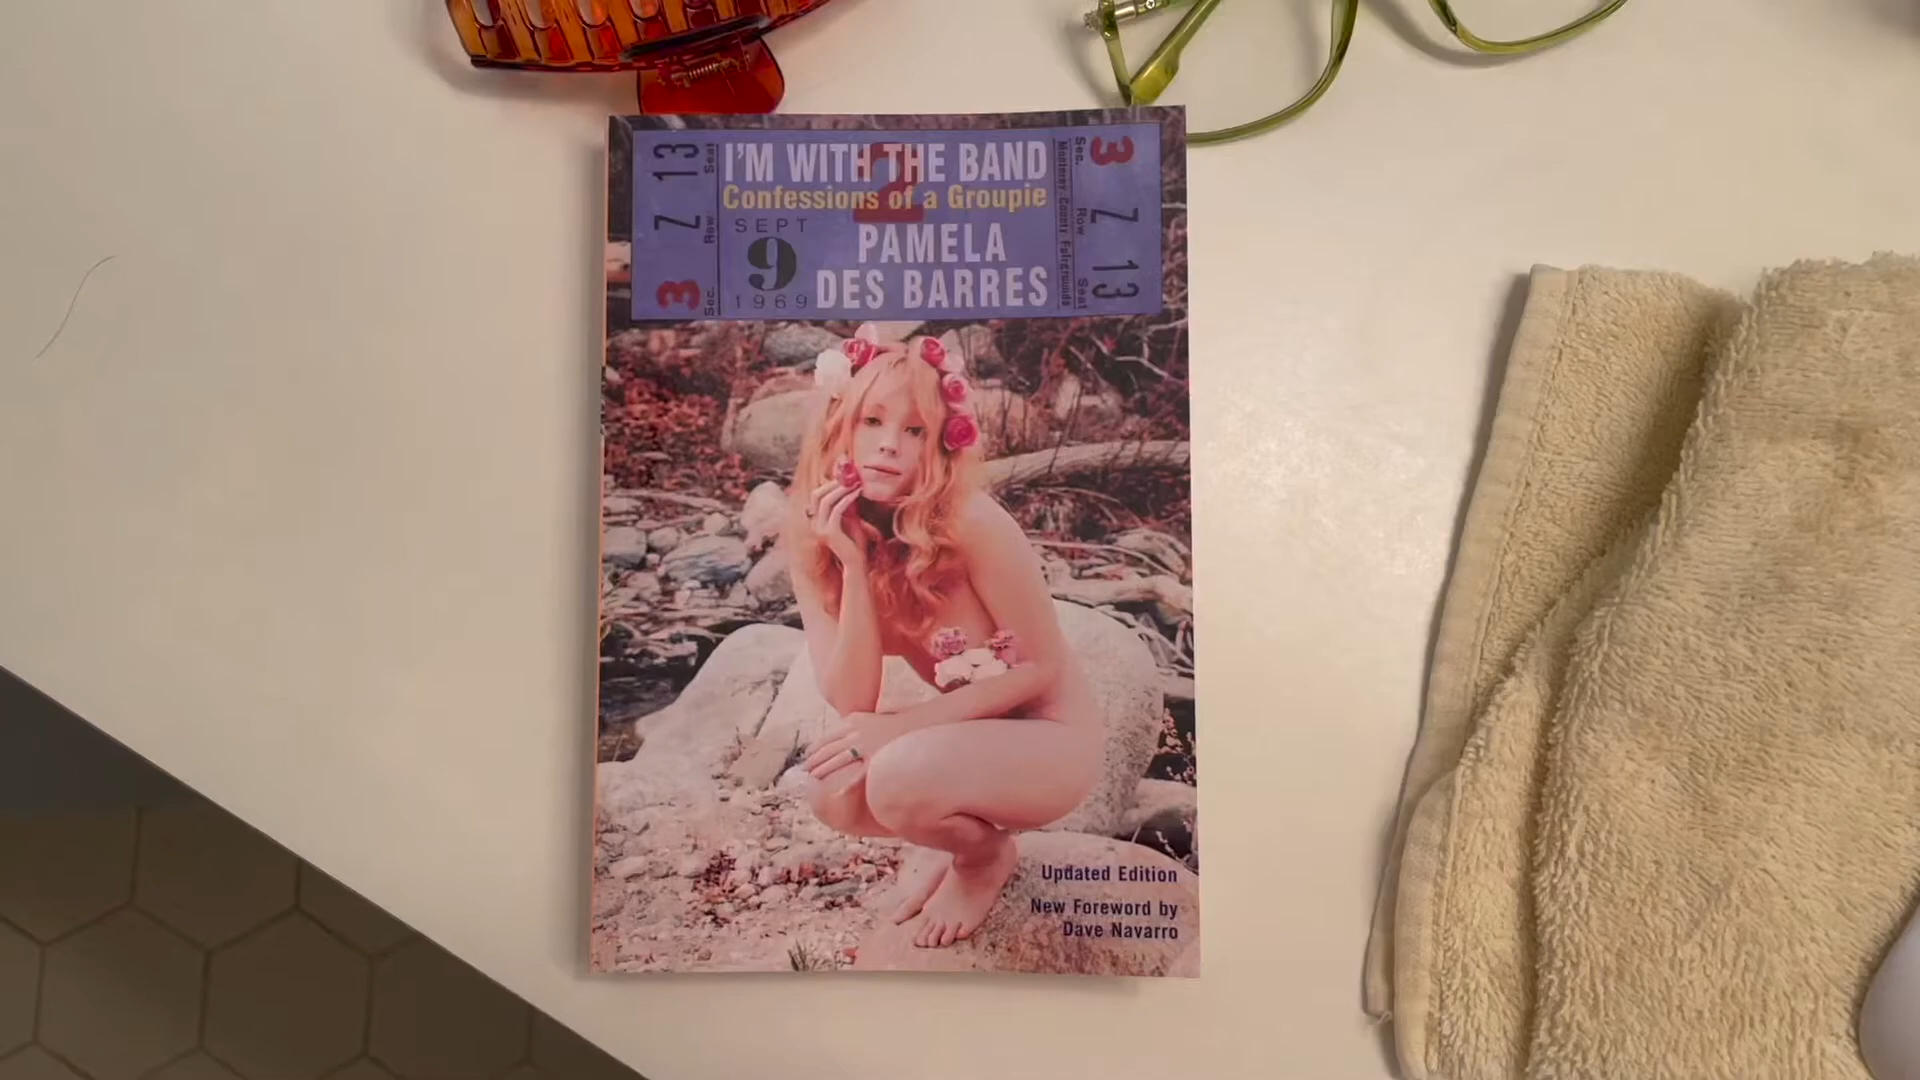 I'M WITH THE BAND
Confessions of a Groupie
2
SEPT
9
1969
PAMELA
DES BARRES
3 Z 13
Sec. Row Seat
Monterey County Fairgrounds
Sec. Row Seat
3 Z 13
Updated Edition
New Foreword by
Dave Navarro